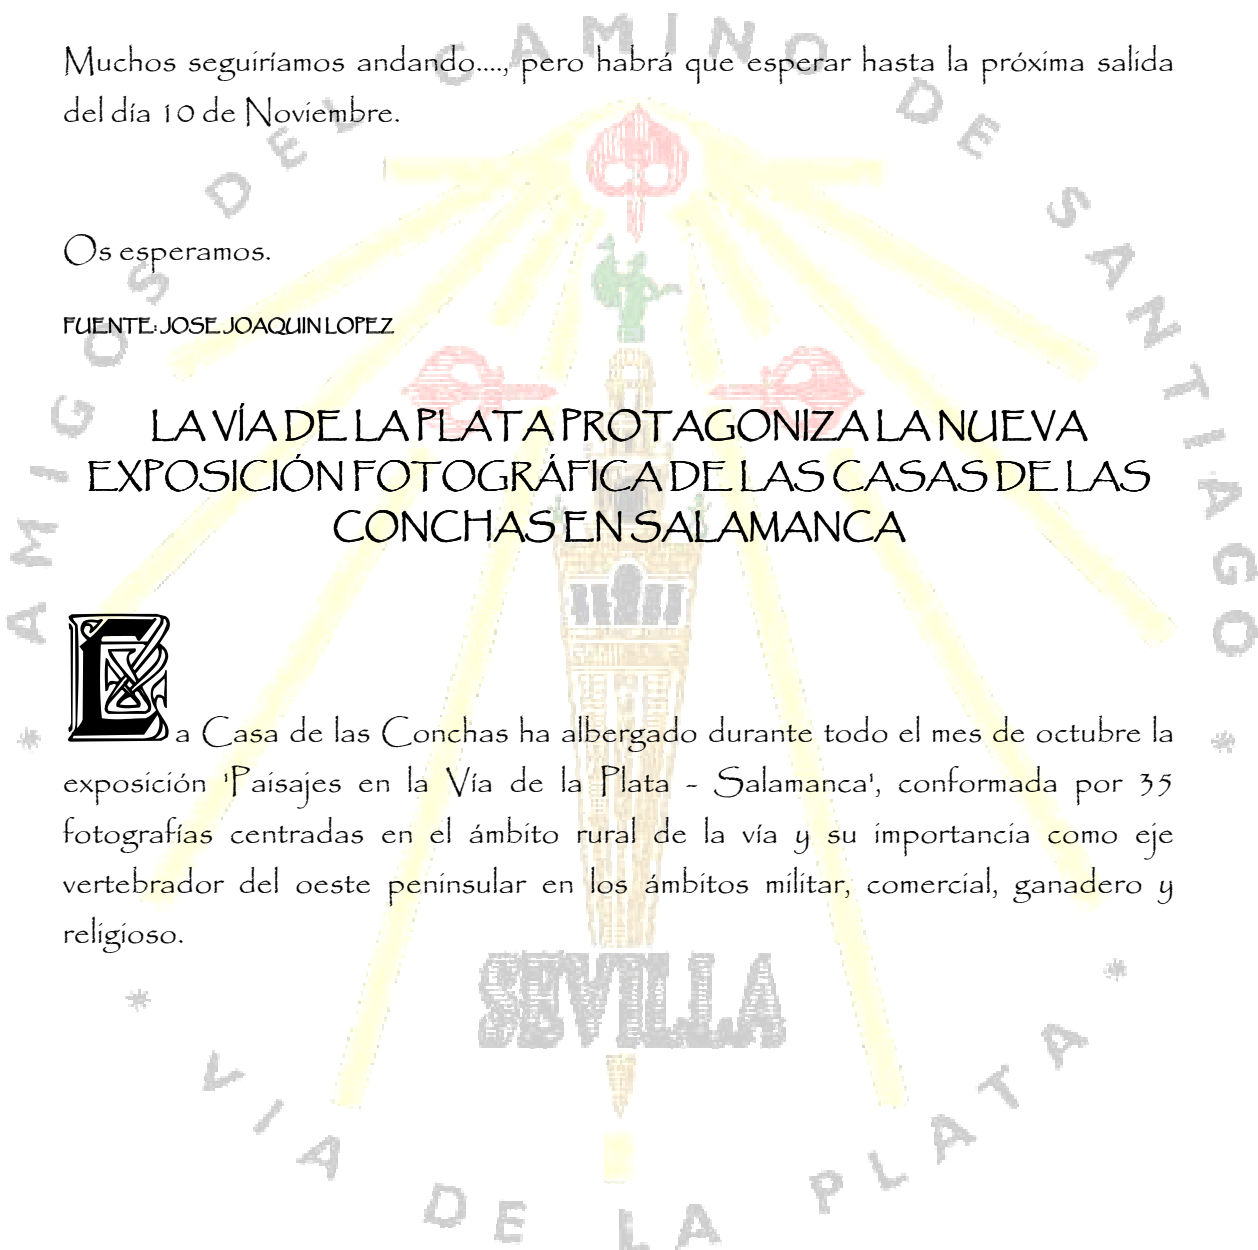 Muchos seguiríamos andando...., pero habrá que esperar hasta la próxima salida
del día 10 de Noviembre.
Os esperamos.
FUENTE: JOSE JOAQUIN LOPEZ
LA VÍA DE LA PLATA PROTAGONIZA LA NUEVA
EXPOSICIÓN FOTOGRÁFICA DE LAS CASAS DE LAS
CONCHAS EN SALAMANCA
La Casa de las Conchas ha albergado durante todo el mes de octubre la
exposición 'Paisajes en la Vía de la Plata - Salamanca', conformada por 35
fotografías centradas en el ámbito rural de la vía y su importancia como eje
vertebrador del oeste peninsular en los ámbitos militar, comercial, ganadero y
religioso.
* AMIGOS DEL CAMINO DE SANTIAGO *
SEVILLA
* VIA DE LA PLATA *